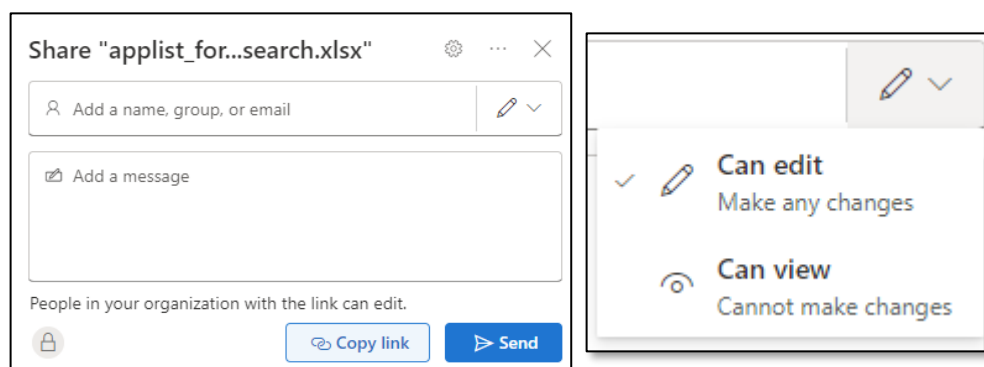 Share "applist_for...search.xlsx"
Add a name, group, or email
Add a message
People in your organization with the link can edit.
Copy link
Send
Can edit
Make any changes
Can view
Cannot make changes